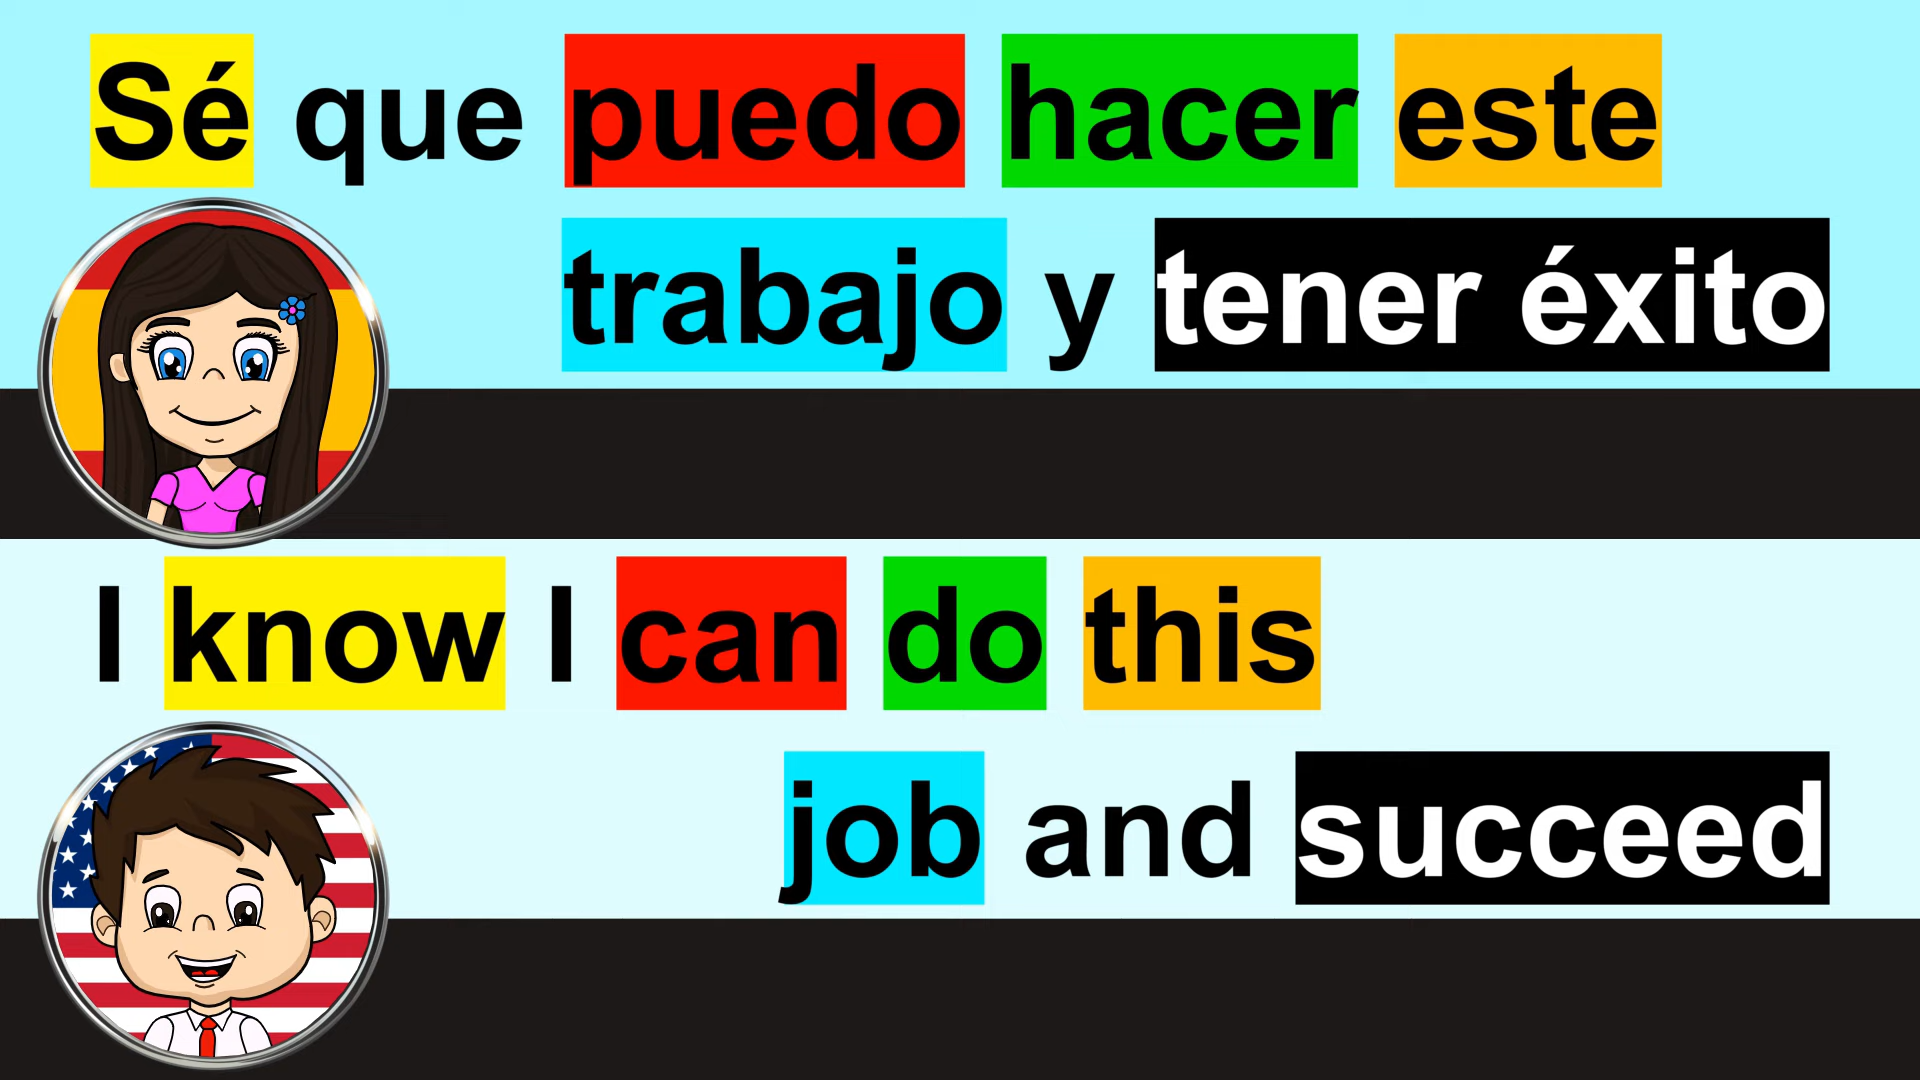 Sé que puedo hacer este
trabajo y tener éxito
I know I can do this
job and succeed